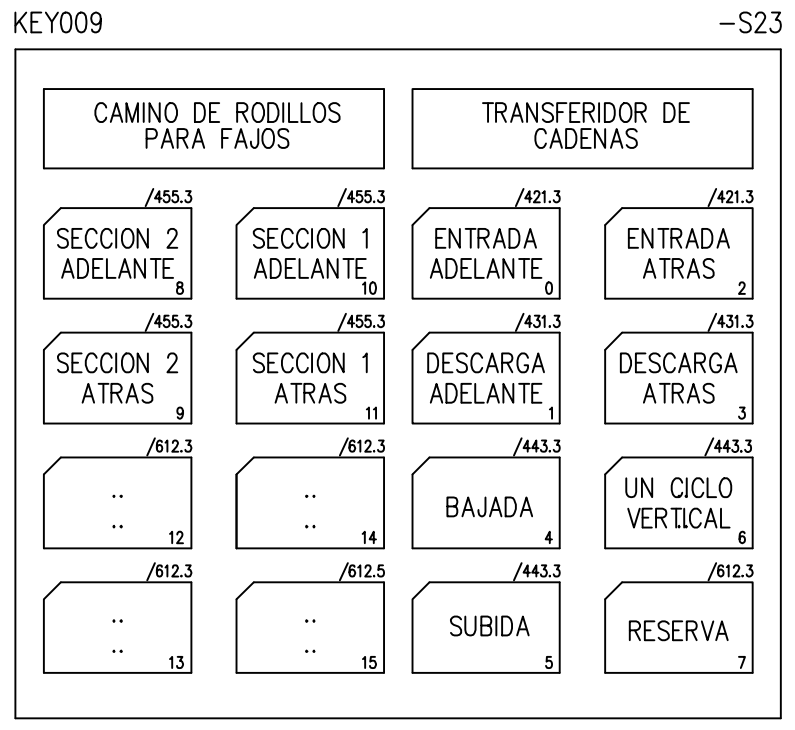 KEY009
-S23
CAMINO DE RODILLOS
PARA FAJOS
TRANSFERIDOR DE
CADENAS
/455.3
SECCION 2
ADELANTE
8
/455.3
SECCION 1
ADELANTE
10
/421.3
ENTRADA
ADELANTE
0
/421.3
ENTRADA
ATRAS
2
/455.3
SECCION 2
ATRAS
9
/455.3
SECCION 1
ATRAS
11
/431.3
DESCARGA
ADELANTE
1
/431.3
DESCARGA
ATRAS
3
/612.3
..
..
12
/612.3
..
..
14
/443.3
BAJADA
4
/443.3
UN CICLO
VERTICAL
6
/612.3
..
..
13
/612.5
..
..
15
/443.3
SUBIDA
5
/612.3
RESERVA
7